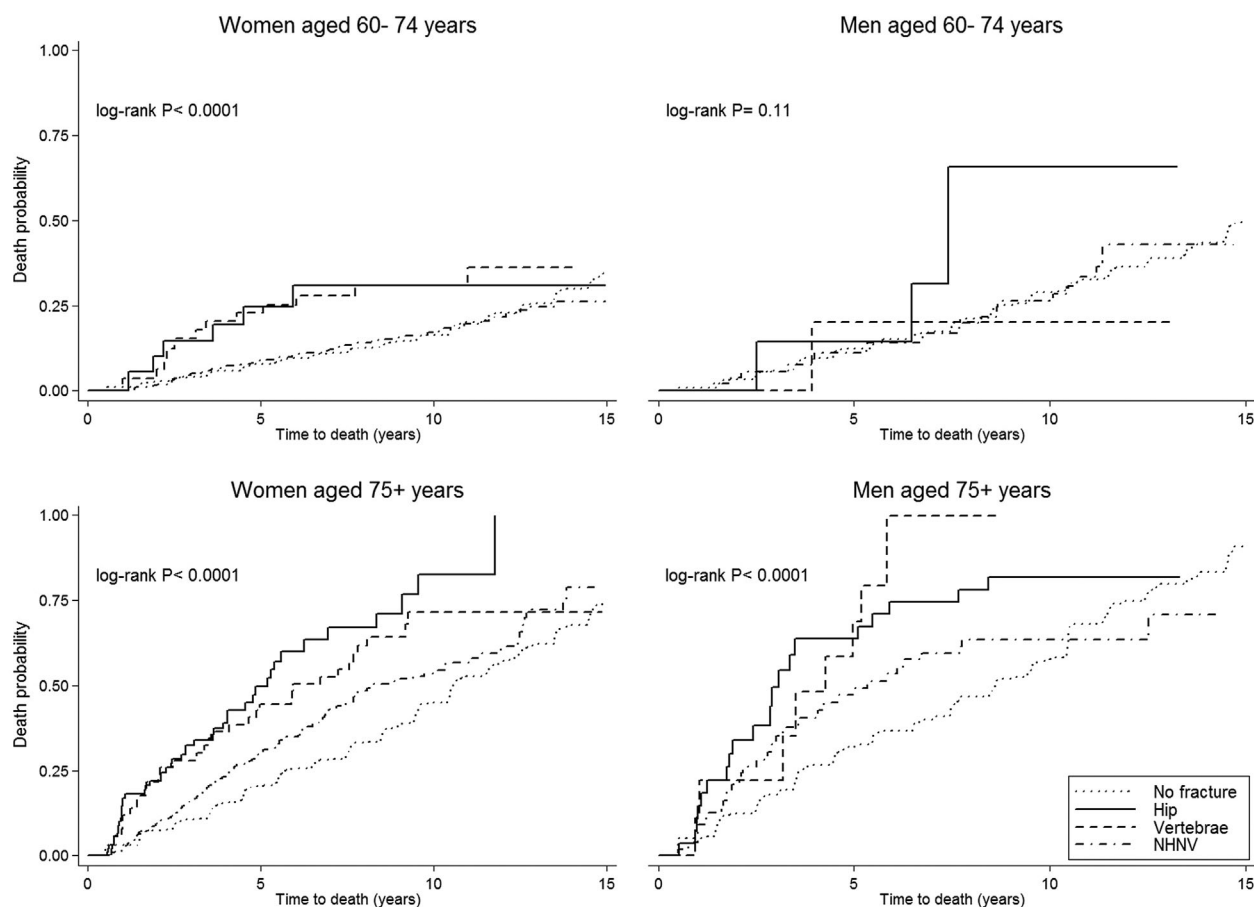 Women aged 60- 74 years
Men aged 60- 74 years
1.00
0.75
0.50
0.25
0.00
Death probability
log-rank P< 0.0001
log-rank P= 0.11
0 5 10 15
Time to death (years)
0 5 10 15
Time to death (years)
Women aged 75+ years
Men aged 75+ years
1.00
0.75
0.50
0.25
0.00
Death probability
log-rank P< 0.0001
log-rank P< 0.0001
No fracture
Hip
Vertebrae
NHNV
0 5 10 15
Time to death (years)
0 5 10 15
Time to death (years)